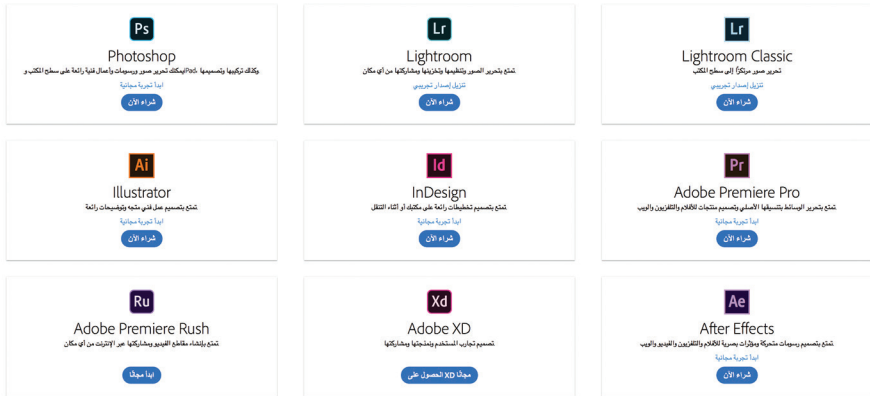 Ps
Photoshop
يمكنك تحرير صور ورسومات وأعمال فنية رائعة على سطح المكتب وiPad، وكذلك تركيبها وتصميمها.
ابدأ تجربة مجانية
شراء الآن
Lr
Lightroom
تمتع بتحرير الصور وتنظيمها وتخزينها ومشاركتها من أي مكان.
تنزيل إصدار تجريبي
شراء الآن
Lr
Lightroom Classic
تحرير صور مرتكزًا إلى سطح المكتب
تنزيل إصدار تجريبي
شراء الآن
Ai
Illustrator
تمتع بتصميم عمل فني متجه وتوضيحات رائعة.
ابدأ تجربة مجانية
شراء الآن
Id
InDesign
تمتع بتصميم تخطيطات رائعة على مكتبك أو أثناء التنقل.
ابدأ تجربة مجانية
شراء الآن
Pr
Adobe Premiere Pro
تمتع بتحرير الوسائط بتنسيقها الأصلي وتصميم منتجات للأفلام والتلفزيون والويب.
ابدأ تجربة مجانية
شراء الآن
Ru
Adobe Premiere Rush
تمتع بإنشاء مقاطع الفيديو ومشاركتها عبر الإنترنت من أي مكان.
ابدأ مجانًا
Xd
Adobe XD
تصميم تجارب المستخدم ونمذجتها ومشاركتها.
مجانًا XD الحصول على
Ae
After Effects
تمتع بتصميم رسومات متحركة ومؤثرات بصرية للأفلام والتلفزيون والفيديو والويب.
ابدأ تجربة مجانية
شراء الآن